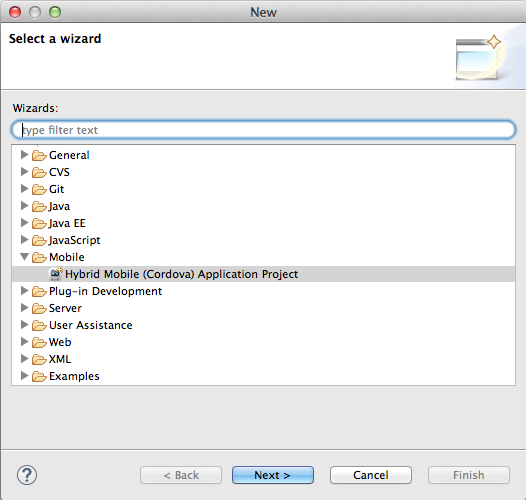 New
Select a wizard
Wizards:
type filter text
General
CVS
Git
Java
Java EE
JavaScript
Mobile
Hybrid Mobile (Cordova) Application Project
Plug-in Development
Server
User Assistance
Web
XML
Examples
? < Back Next > Cancel Finish